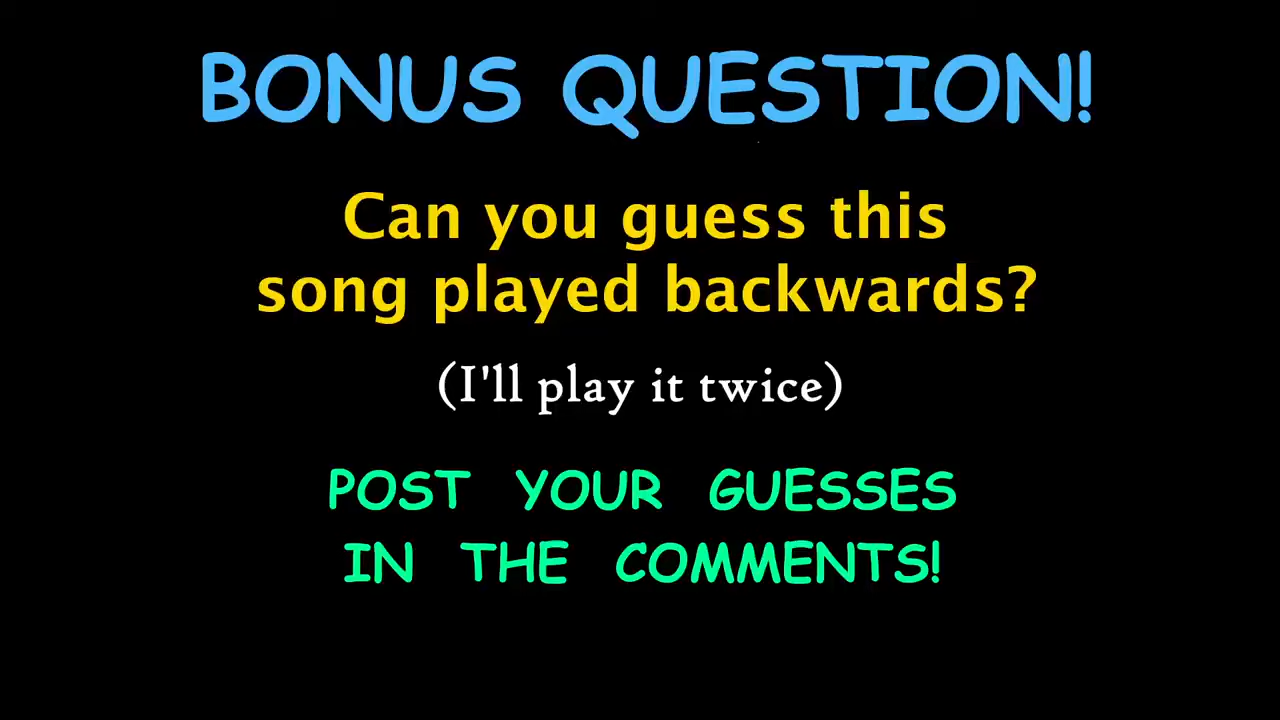 BONUS QUESTION!
Can you guess this
song played backwards?
(I'll play it twice)
POST YOUR GUESSES
IN THE COMMENTS!